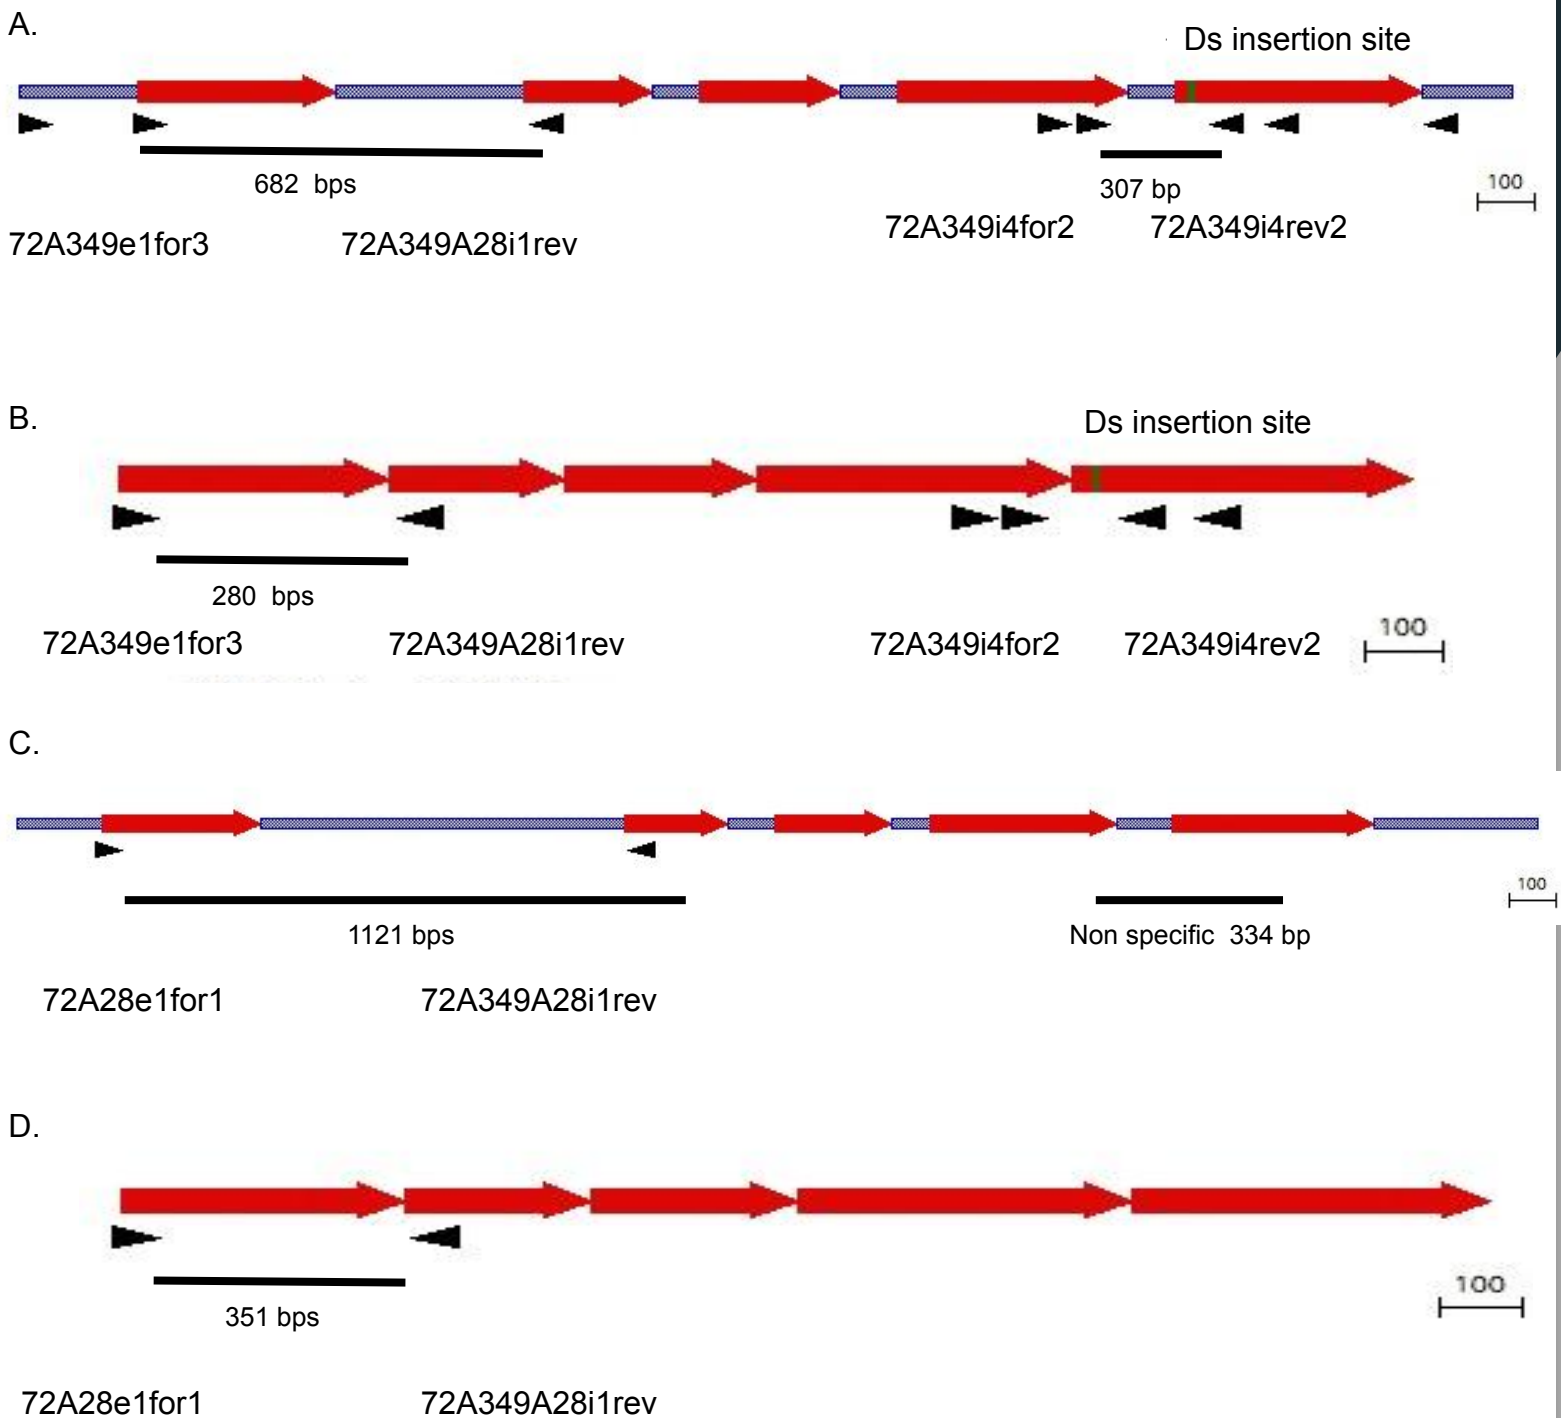 A.
Ds insertion site
682 bps
307 bp
100
72A349e1for3
72A349A28i1rev
72A349i4for2
72A349i4rev2
B.
Ds insertion site
280 bps
72A349e1for3
72A349A28i1rev
72A349i4for2
72A349i4rev2
100
C.
100
1121 bps
Non specific 334 bp
72A28e1for1
72A349A28i1rev
D.
351 bps
100
72A28e1for1
72A349A28i1rev